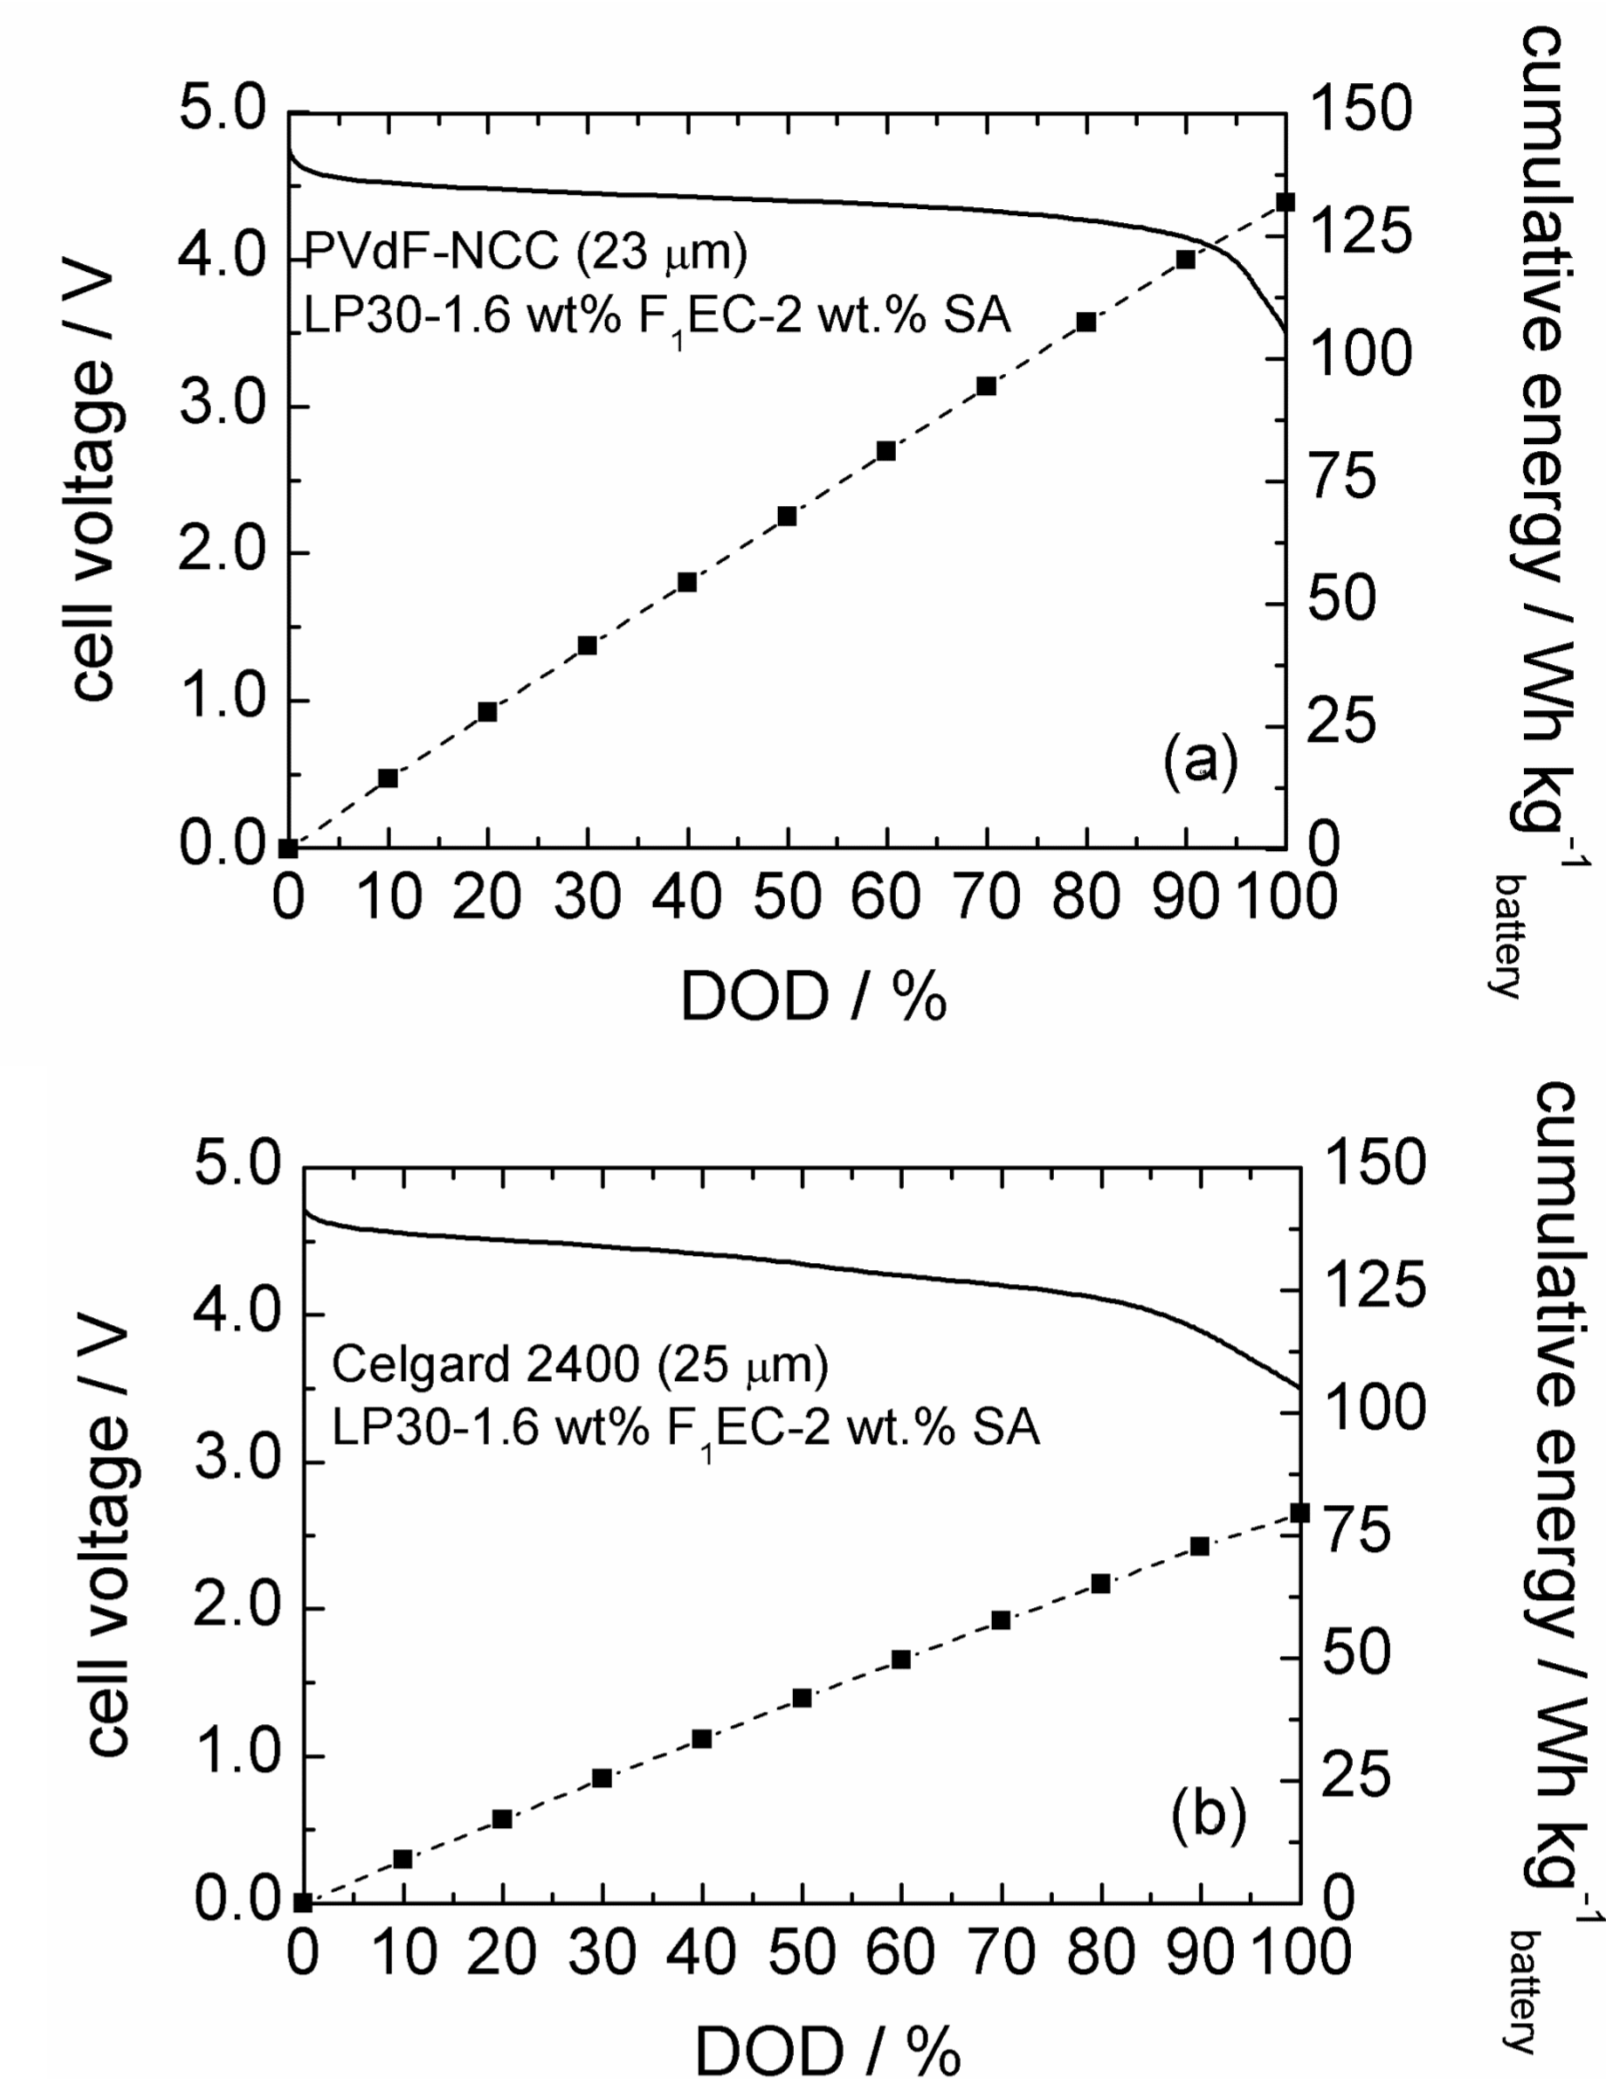 5.0
4.0
3.0
2.0
1.0
0.0
cell voltage / V
PVdF-NCC (23 μm)
LP30-1.6 wt% F₁EC-2 wt.% SA
(a)
150
125
100
75
50
25
0
cumulative energy / Wh kg⁻¹ battery
0 10 20 30 40 50 60 70 80 90 100
DOD / %
5.0
4.0
3.0
2.0
1.0
0.0
cell voltage / V
Celgard 2400 (25 μm)
LP30-1.6 wt% F₁EC-2 wt.% SA
(b)
150
125
100
75
50
25
0
cumulative energy / Wh kg⁻¹ battery
0 10 20 30 40 50 60 70 80 90 100
DOD / %